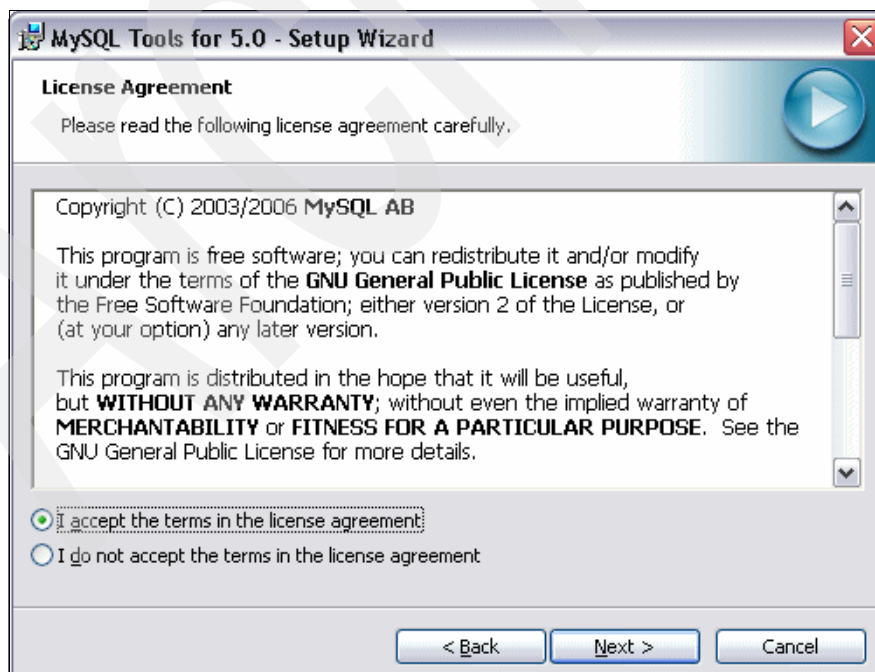 MySQL Tools for 5.0 - Setup Wizard
License Agreement
Please read the following license agreement carefully.
Copyright (C) 2003/2006 MySQL AB
This program is free software; you can redistribute it and/or modify
it under the terms of the GNU General Public License as published by
the Free Software Foundation; either version 2 of the License, or
(at your option) any later version.
This program is distributed in the hope that it will be useful,
but WITHOUT ANY WARRANTY; without even the implied warranty of
MERCHANTABILITY or FITNESS FOR A PARTICULAR PURPOSE. See the
GNU General Public License for more details.
I accept the terms in the license agreement
I do not accept the terms in the license agreement
< Back Next > Cancel